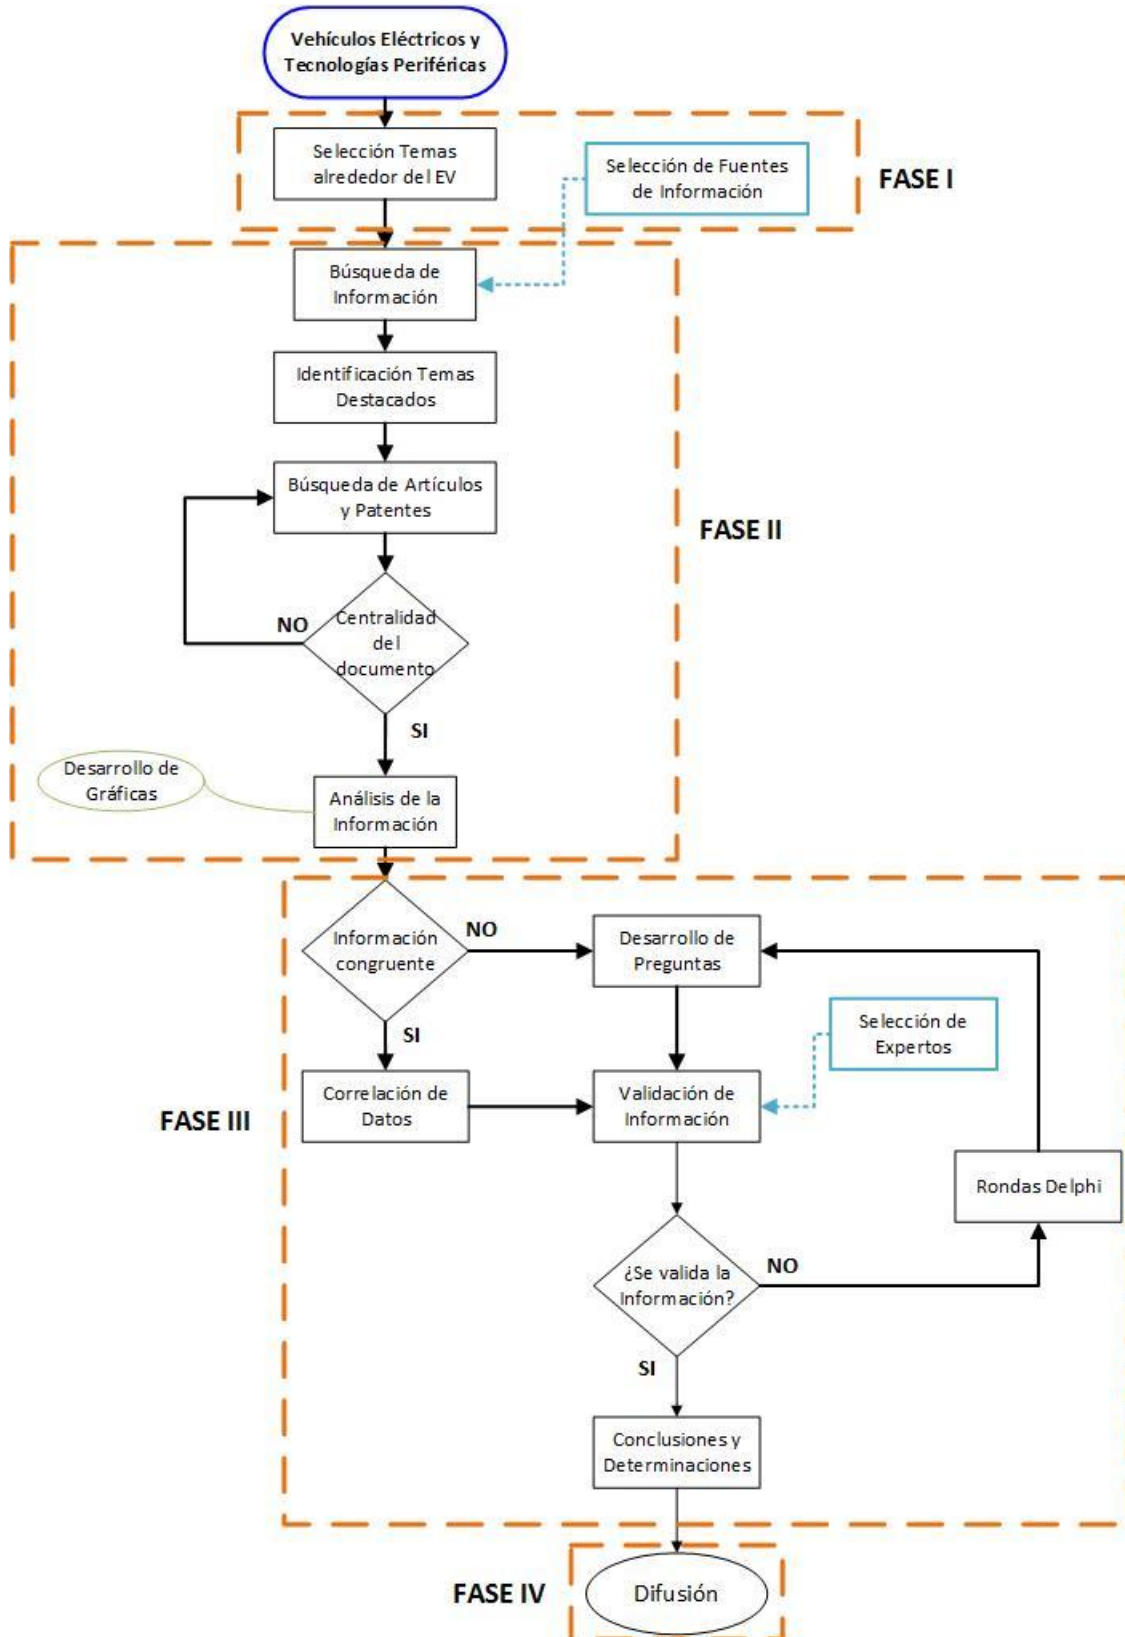 Vehículos Eléctricos y
Tecnologías Periféricas
Selección Temas
alrededor del EV
Selección de Fuentes
de Información
FASE I
Búsqueda de
Información
Identificación Temas
Destacados
Búsqueda de Artículos
y Patentes
FASE II
NO
Centralidad
del
documento
SI
Desarrollo de
Gráficas
Análisis de la
Información
Información
congruente
NO
Desarrollo de
Preguntas
SI
Selección de
Expertos
FASE III
Correlación de
Datos
Validación de
Información
Rondas Delphi
¿Se valida la
Información?
NO
SI
Conclusiones y
Determinaciones
FASE IV
Difusión